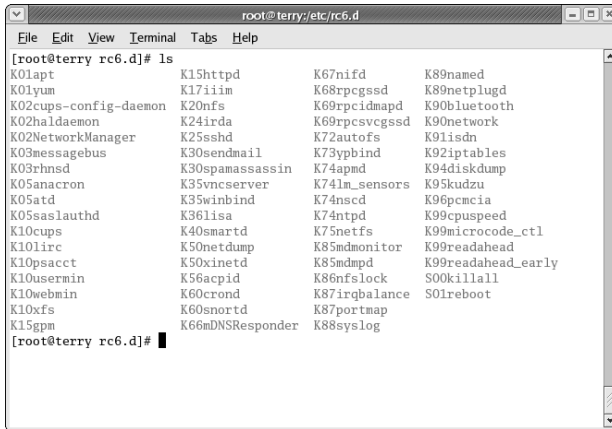 root@terry:/etc/rc6.d
File Edit View Terminal Tabs Help
[root@terry rc6.d]# ls
K01apt K15httpd K67nifd K89named
K01yum K17iiim K68rpcgssd K89netplugd
K02cups-config-daemon K20nfs K69rpcidmapd K90bluetooth
K02haldaemon K24irda K69rpcsvcgssd K90network
K02NetworkManager K25sshd K72autofs K91isdn
K03messagebus K30sendmail K73ypbind K92iptables
K03rhnsd K30spamassassin K74apmd K94diskdump
K05anacron K35vncserver K74lm_sensors K95kudzu
K05atd K35winbind K74nscd K96pcmcia
K05saslauthd K36lisa K74ntpd K99cpuspeed
K10cups K40smartd K75netfs K99microcode_ctl
K10lirc K50netdump K85mdmonitor K99readahead
K10psacct K50xinetd K85mdmpd K99readahead_early
K10usermin K56acpid K86nfslock S00killall
K10webmin K60crond K87irqbalance S01reboot
K10xfs K60snortd K87portmap
K15gpm K66mDNSResponder K88syslog
[root@terry rc6.d]#